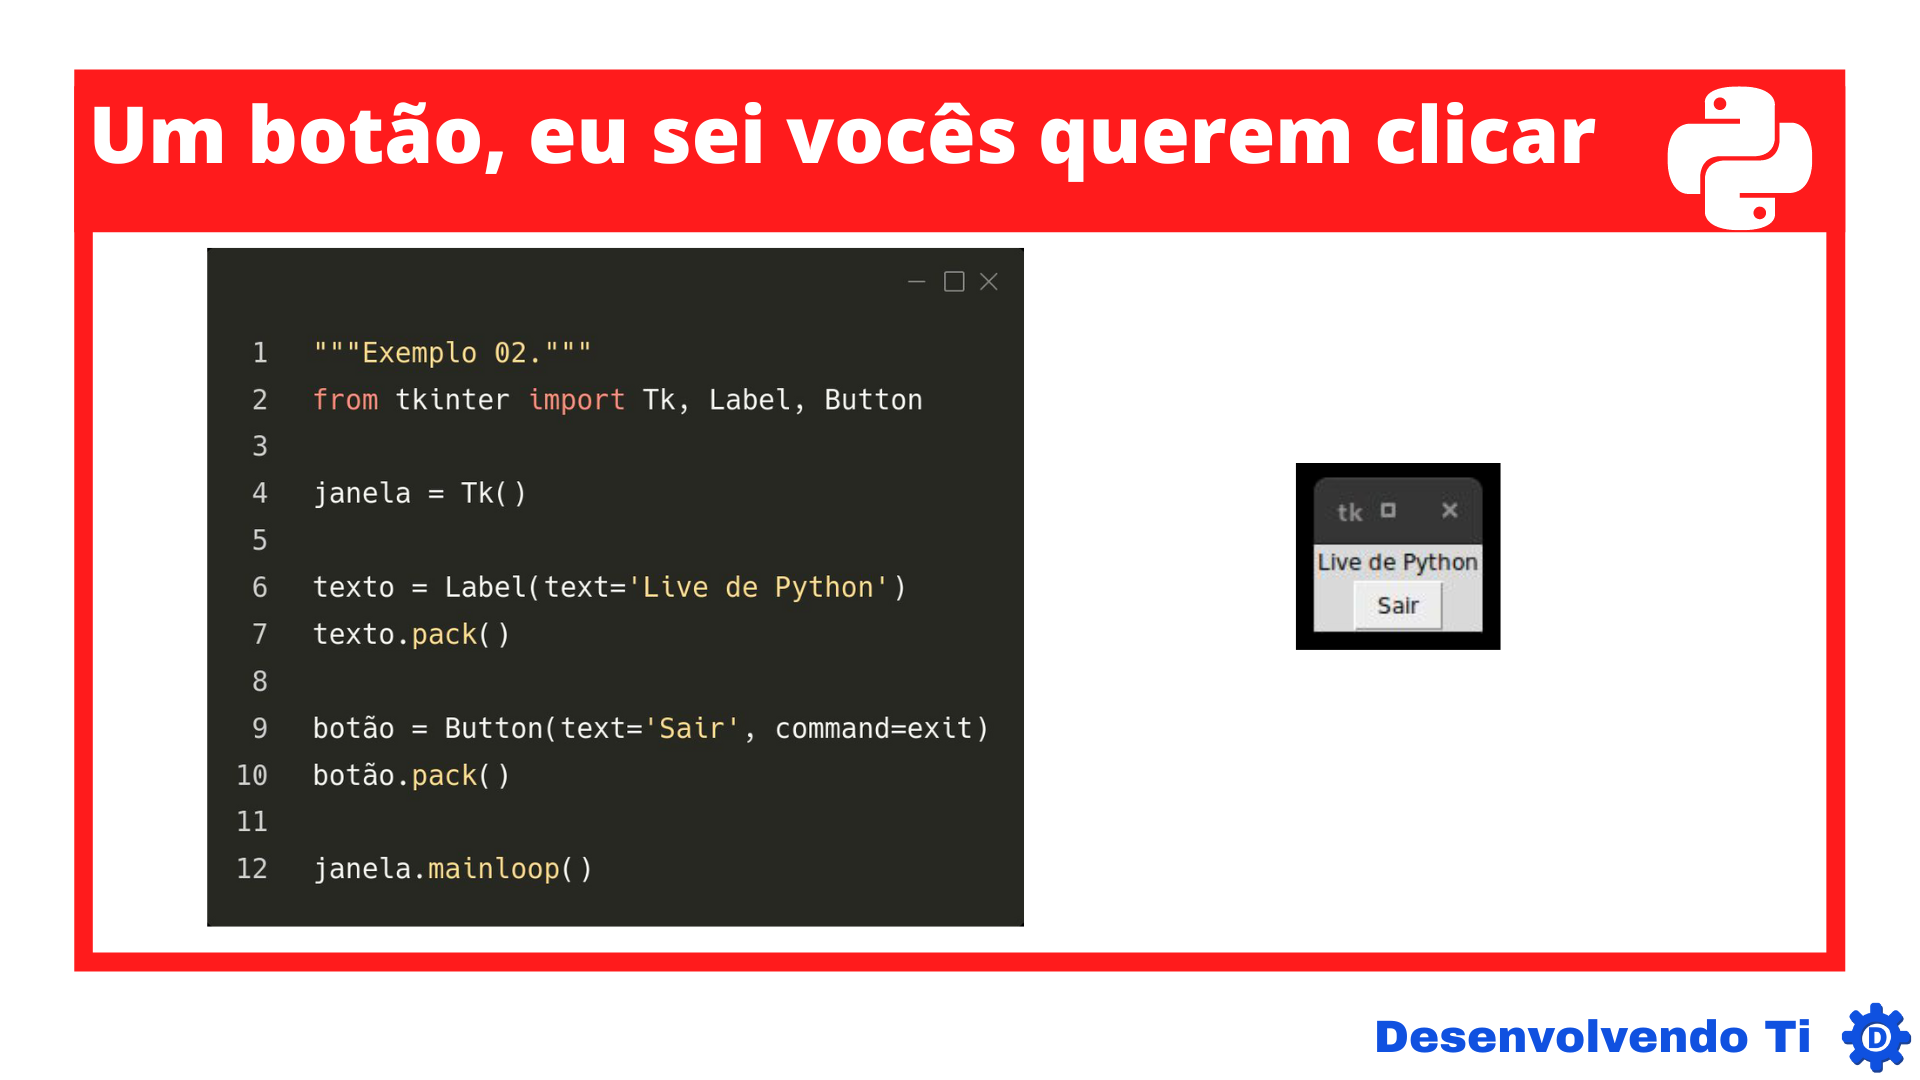 Um botão, eu sei vocês querem clicar
1 """Exemplo 02."""
2 from tkinter import Tk, Label, Button
3
4 janela = Tk()
5
6 texto = Label(text='Live de Python')
7 texto.pack()
8
9 botão = Button(text='Sair', command=exit)
10 botão.pack()
11
12 janela.mainloop()
tk
Live de Python
Sair
Desenvolvendo Ti D